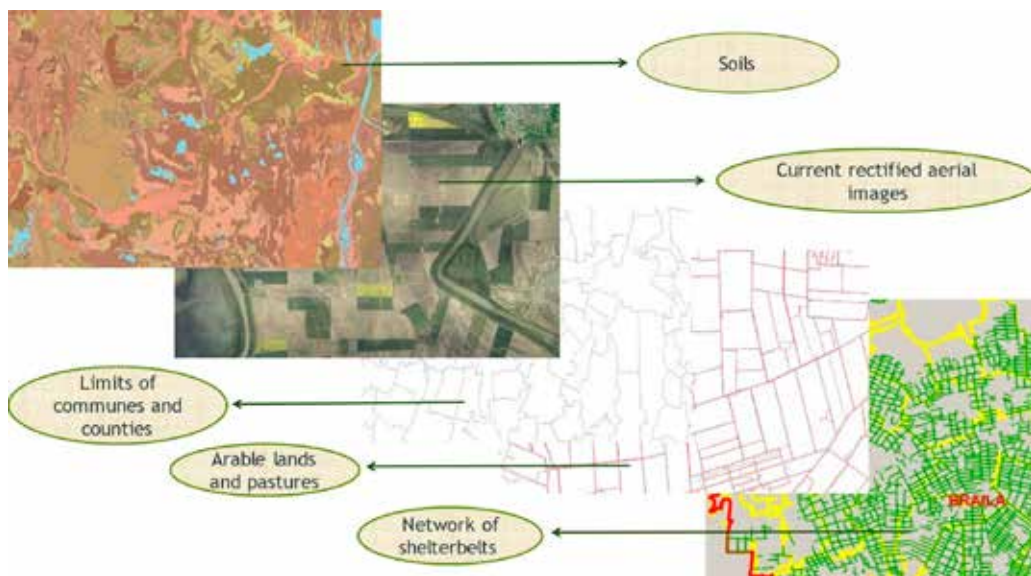 Soils
Current rectified aerial
images
Limits of
communes and
counties
Arable lands
and pastures
Network of
shelterbelts
BRAILA